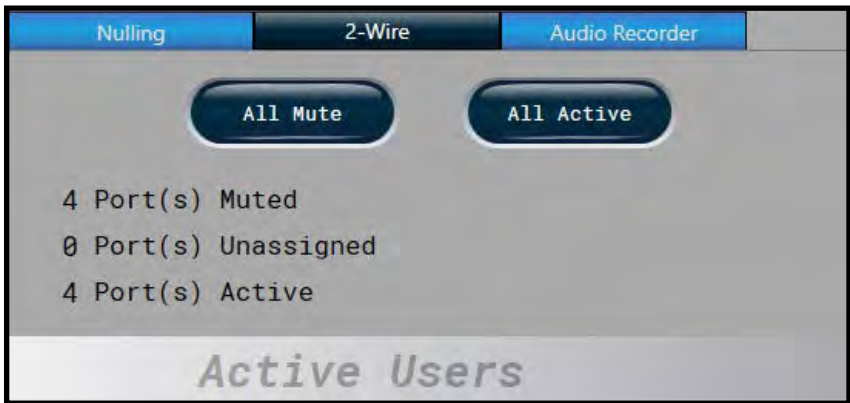 Nulling 2-Wire Audio Recorder
All Mute All Active
4 Port(s) Muted
0 Port(s) Unassigned
4 Port(s) Active
Active Users